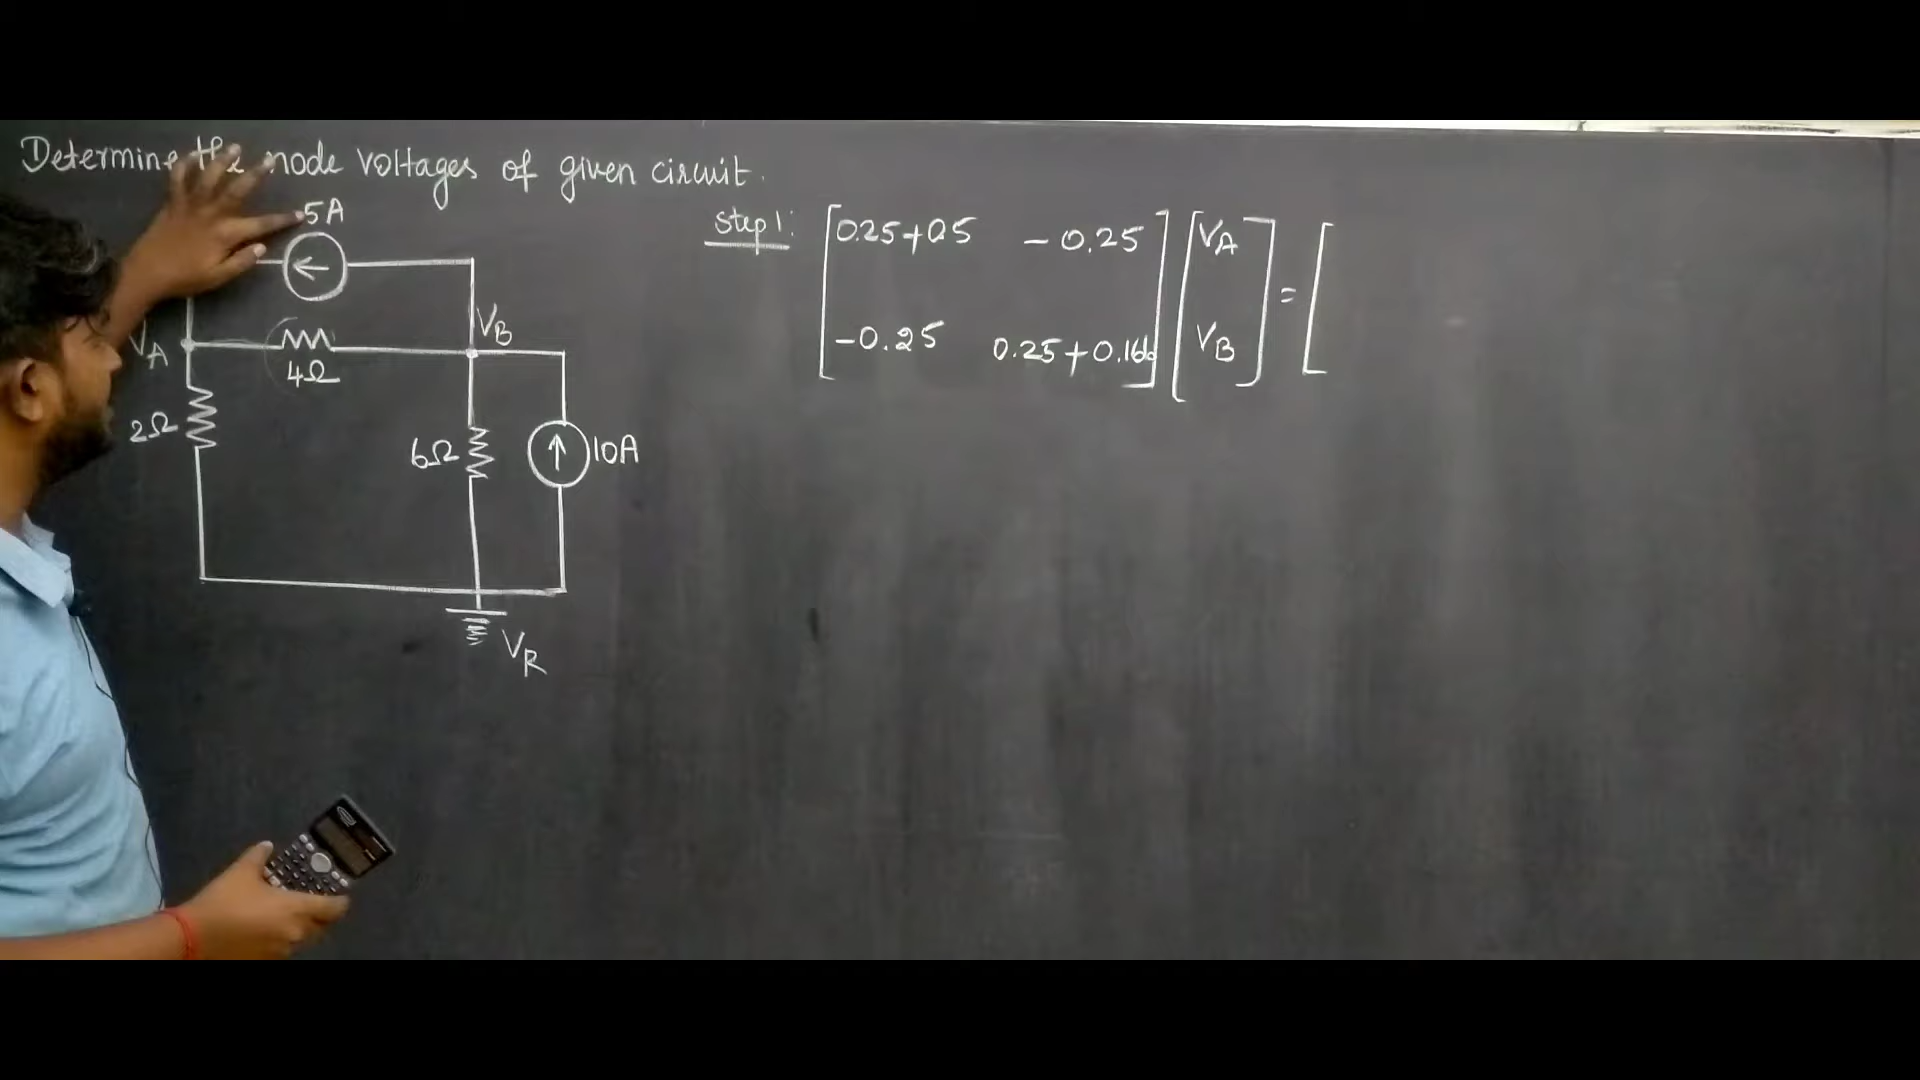 Determine the node voltages of given circuit.
5A
Step 1: [ 0.25+0.5 -0.25 ] [ VA ] = [
[ -0.25 0.25+0.166 ] [ VB ]
VA
4Ω
VB
2Ω
6Ω
10A
VR